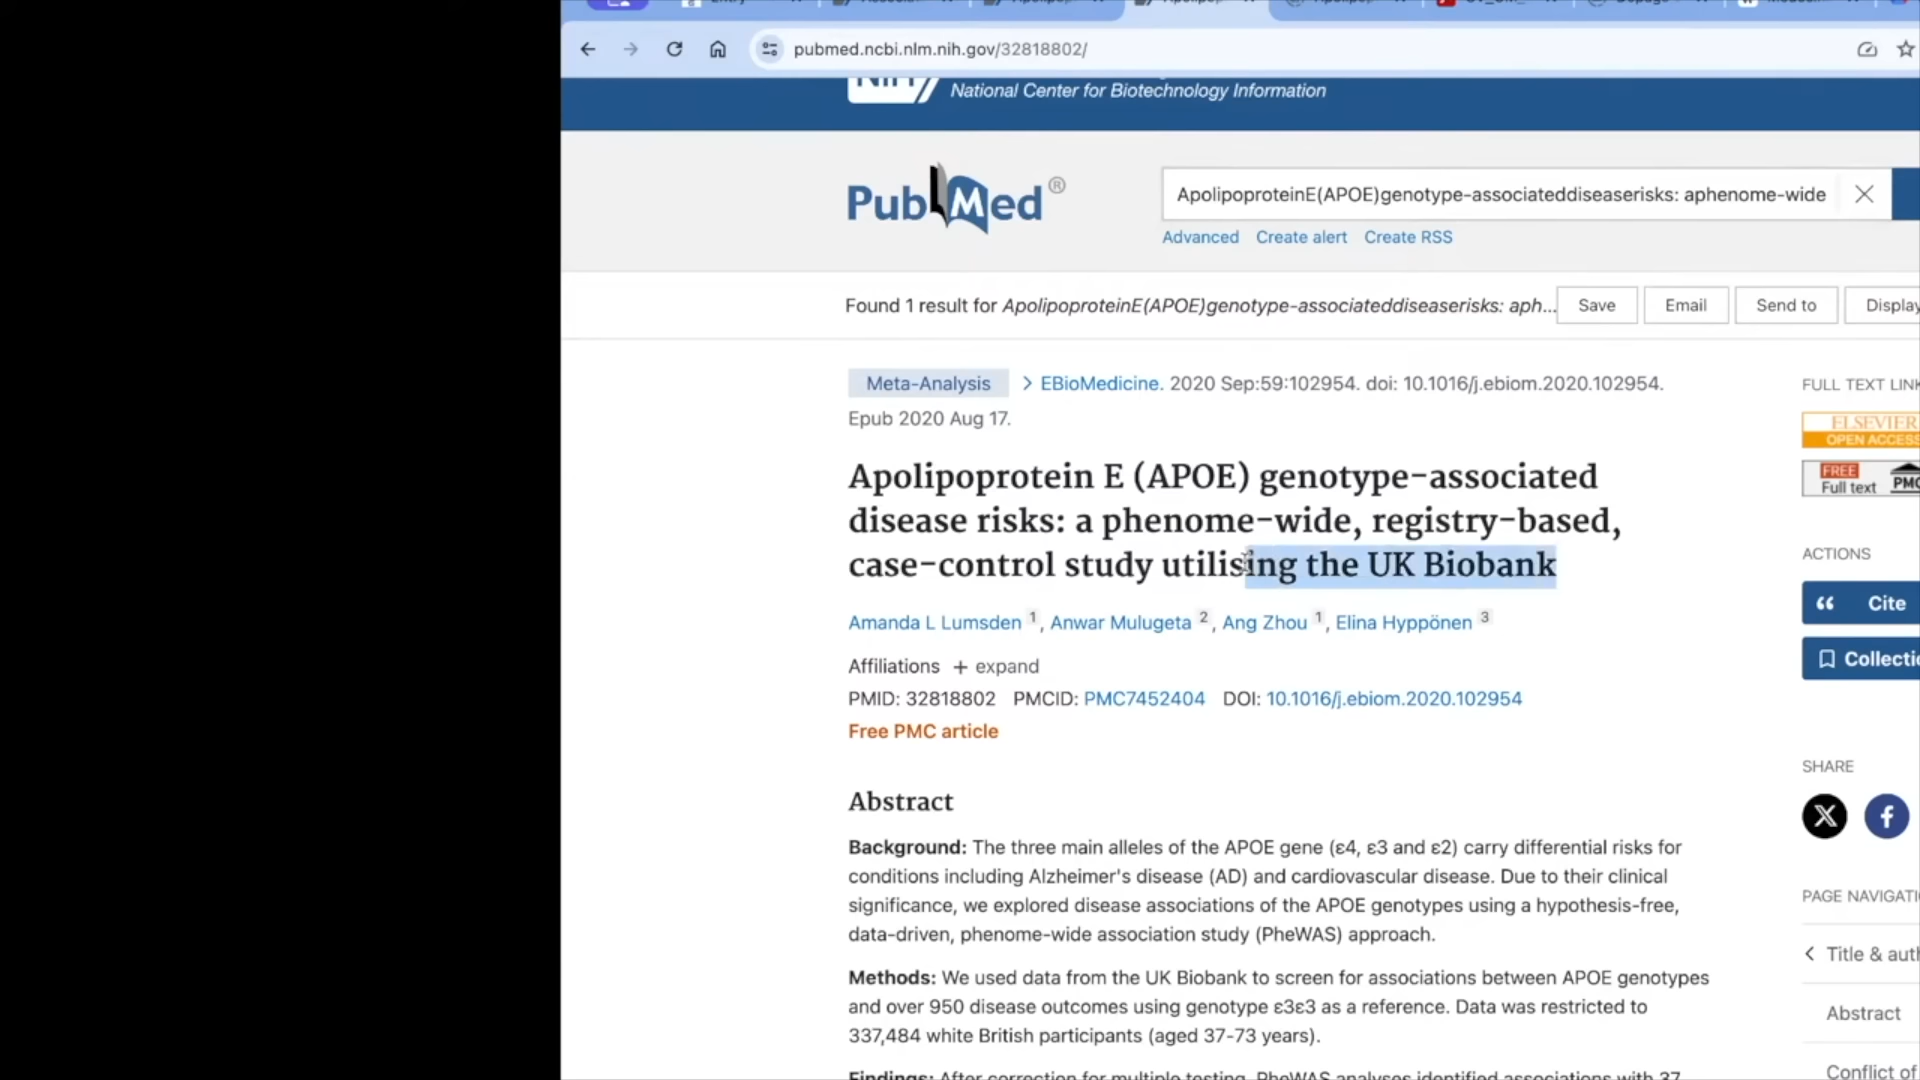 pubmed.ncbi.nlm.nih.gov/32818802/
National Center for Biotechnology Information
PubMed®
ApolipoproteinE(APOE)genotype-associateddiseaserisks: aphenome-wide
Advanced Create alert Create RSS
Found 1 result for ApolipoproteinE(APOE)genotype-associateddiseaserisks: aph...
Save Email Send to Display
Meta-Analysis > EBioMedicine. 2020 Sep:59:102954. doi: 10.1016/j.ebiom.2020.102954.
Epub 2020 Aug 17.
Apolipoprotein E (APOE) genotype-associated
disease risks: a phenome-wide, registry-based,
case-control study utilising the UK Biobank
Amanda L Lumsden 1, Anwar Mulugeta 2, Ang Zhou 1, Elina Hyppönen 3
Affiliations + expand
PMID: 32818802 PMCID: PMC7452404 DOI: 10.1016/j.ebiom.2020.102954
Free PMC article
Abstract
Background: The three main alleles of the APOE gene (ε4, ε3 and ε2) carry differential risks for
conditions including Alzheimer's disease (AD) and cardiovascular disease. Due to their clinical
significance, we explored disease associations of the APOE genotypes using a hypothesis-free,
data-driven, phenome-wide association study (PheWAS) approach.
Methods: We used data from the UK Biobank to screen for associations between APOE genotypes
and over 950 disease outcomes using genotype ε3ε3 as a reference. Data was restricted to
337,484 white British participants (aged 37-73 years).
Findings: After correction for multiple testing, PheWAS analyses identified associations with 37
FULL TEXT LINK
ELSEVIER
OPEN ACCESS
FREE
Full text PMC
ACTIONS
Cite
Collecti
SHARE
PAGE NAVIGATI
Title & auth
Abstract
Conflict of